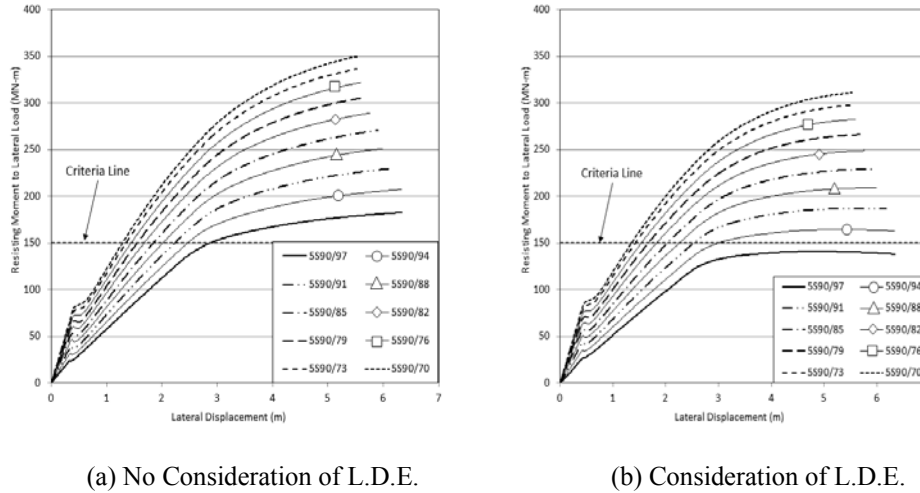 400
350
300
250
200
150
100
50
0
Resisting Moment to Lateral Load (MN-m)
Criteria Line
5590/97 5590/94
5590/91 5590/88
5590/85 5590/82
5590/79 5590/76
5590/73 5590/70
0 1 2 3 4 5 6 7
Lateral Displacement (m)
(a) No Consideration of L.D.E.
400
350
300
250
200
150
100
50
0
Resisting Moment to Lateral Load (MN-m)
Criteria Line
5590/97 5590/94
5590/91 5590/88
5590/85 5590/82
5590/79 5590/76
5590/73 5590/70
0 1 2 3 4 5 6
Lateral Displacement (m)
(b) Consideration of L.D.E.